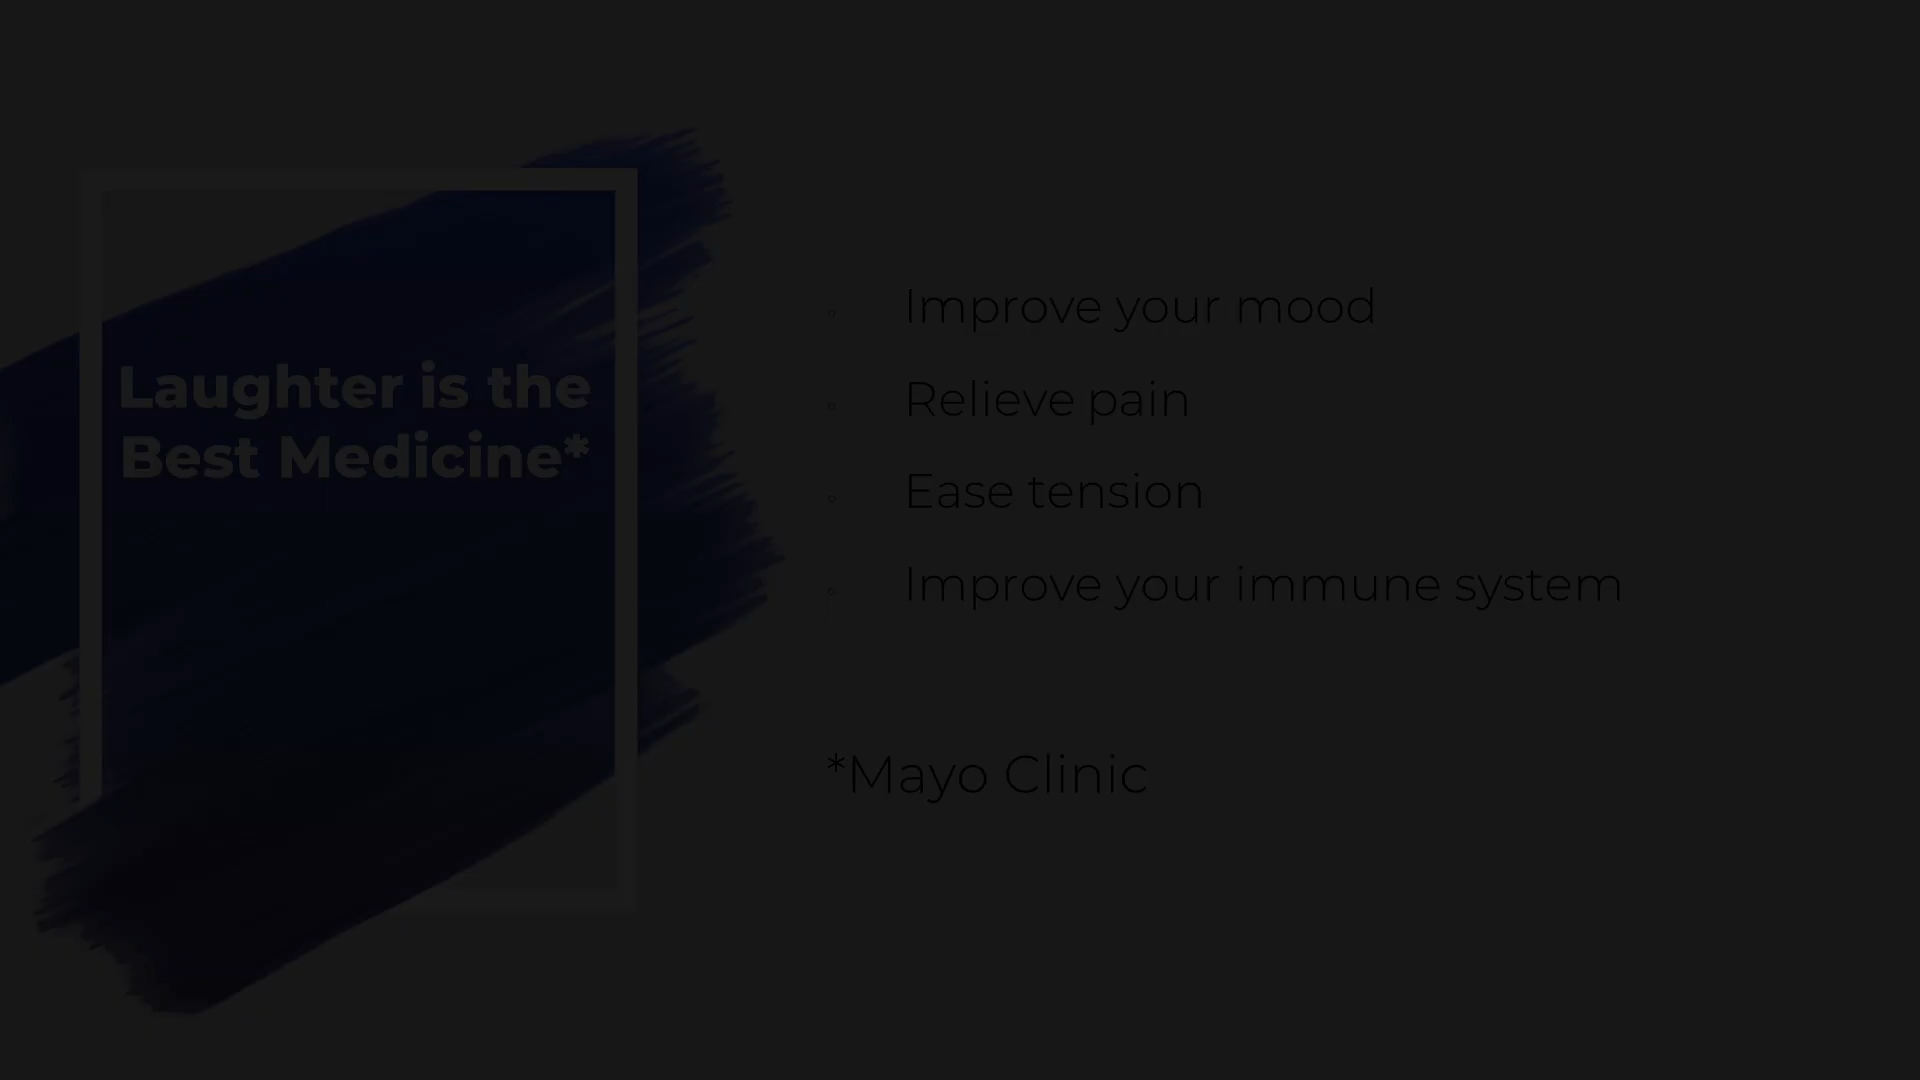 Laughter is the
Best Medicine*
Improve your mood
Relieve pain
Ease tension
Improve your immune system
*Mayo Clinic